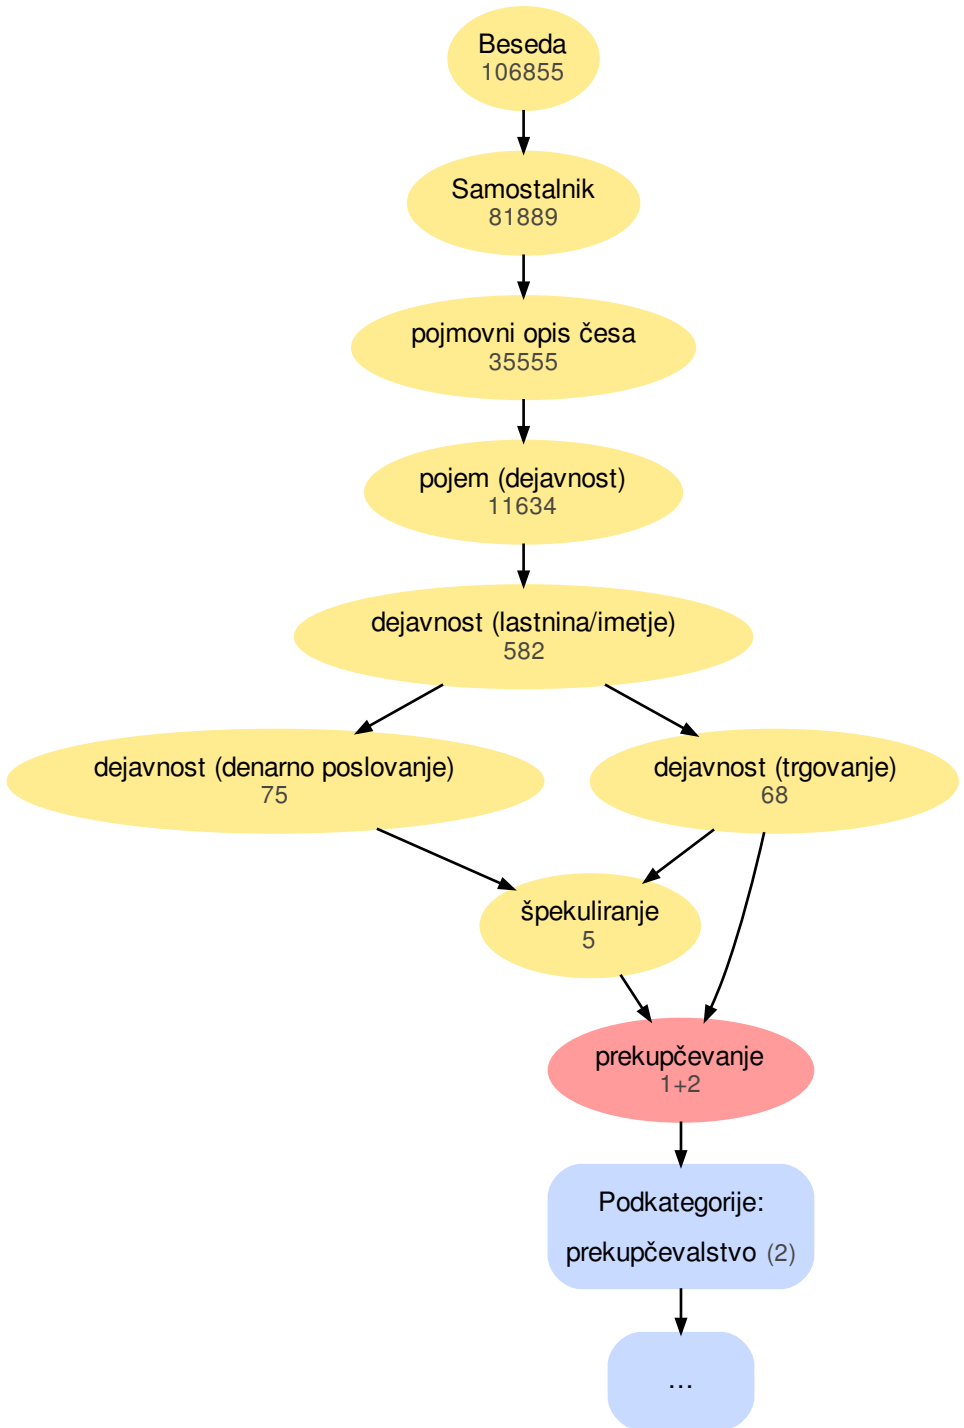 Beseda
106855
Samostalnik
81889
pojmovni opis česa
35555
pojem (dejavnost)
11634
dejavnost (lastnina/imetje)
582
dejavnost (denarno poslovanje)
75
dejavnost (trgovanje)
68
špekuliranje
5
prekupčevanje
1+2
Podkategorije:
prekupčevalstvo (2)
...